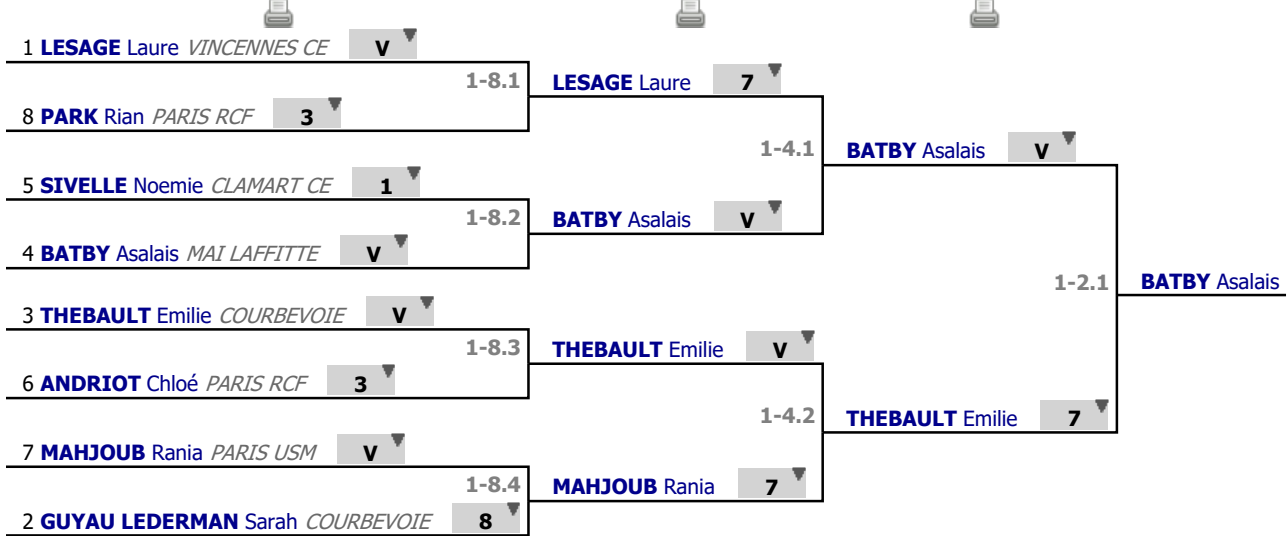 1 LESAGE Laure VINCENNES CE V
1-8.1
LESAGE Laure 7
8 PARK Rian PARIS RCF 3
1-4.1
BATBY Asalais V
5 SIVELLE Noemie CLAMART CE 1
1-8.2
BATBY Asalais V
4 BATBY Asalais MAI LAFFITTE V
1-2.1
BATBY Asalais
3 THEBAULT Emilie COURBEVOIE V
1-8.3
THEBAULT Emilie V
6 ANDRIOT Chloé PARIS RCF 3
1-4.2
THEBAULT Emilie 7
7 MAHJOUB Rania PARIS USM V
1-8.4
MAHJOUB Rania 7
2 GUYAU LEDERMAN Sarah COURBEVOIE 8